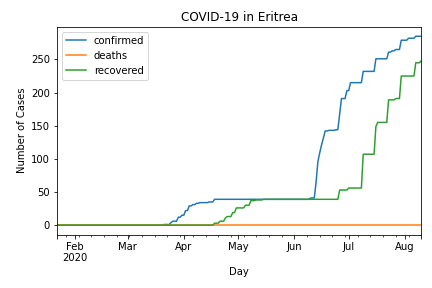 COVID-19 in Eritrea
confirmed
deaths
recovered
Number of Cases
250
200
150
100
50
0
Feb Mar Apr May Jun Jul Aug
2020
Day